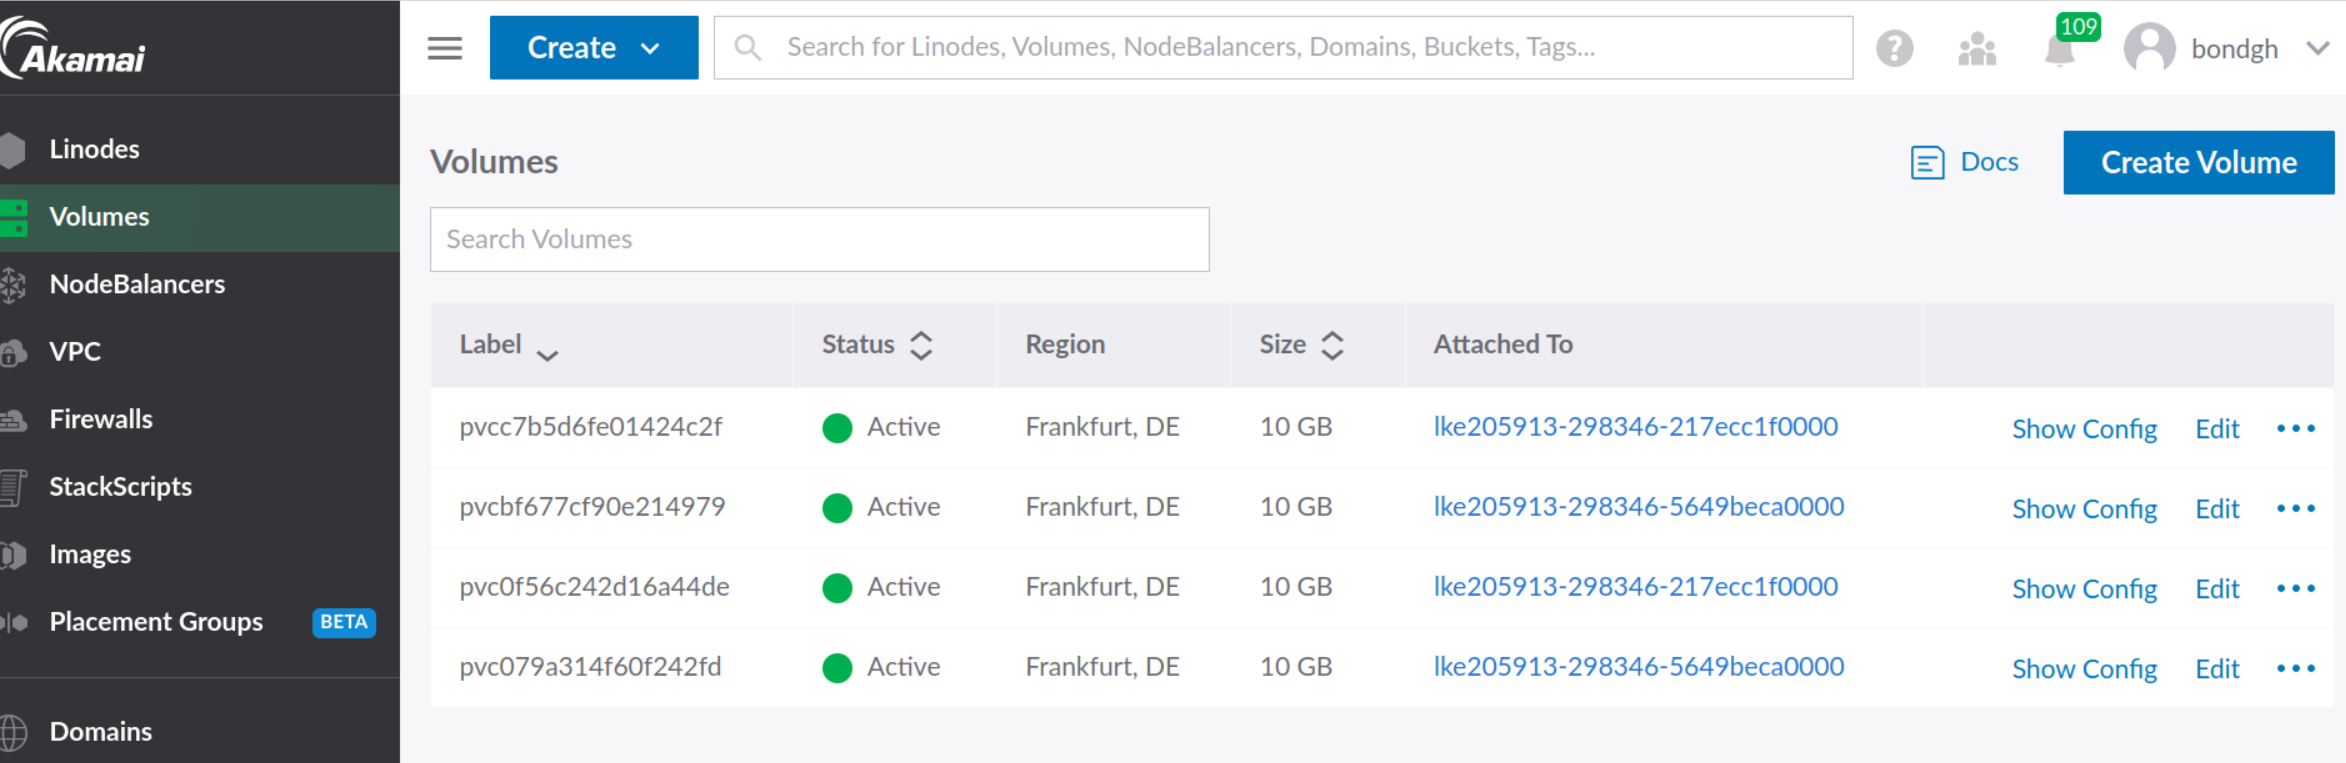 Akamai
Create
Search for Linodes, Volumes, NodeBalancers, Domains, Buckets, Tags...
109
bondgh
Linodes
Volumes
NodeBalancers
VPC
Firewalls
StackScripts
Images
Placement Groups BETA
Domains
Volumes
Docs
Create Volume
Search Volumes
Label Status Region Size Attached To
pvcc7b5d6fe01424c2f Active Frankfurt, DE 10 GB lke205913-298346-217ecc1f0000 Show Config Edit
pvcbf677cf90e214979 Active Frankfurt, DE 10 GB lke205913-298346-5649beca0000 Show Config Edit
pvc0f56c242d16a44de Active Frankfurt, DE 10 GB lke205913-298346-217ecc1f0000 Show Config Edit
pvc079a314f60f242fd Active Frankfurt, DE 10 GB lke205913-298346-5649beca0000 Show Config Edit